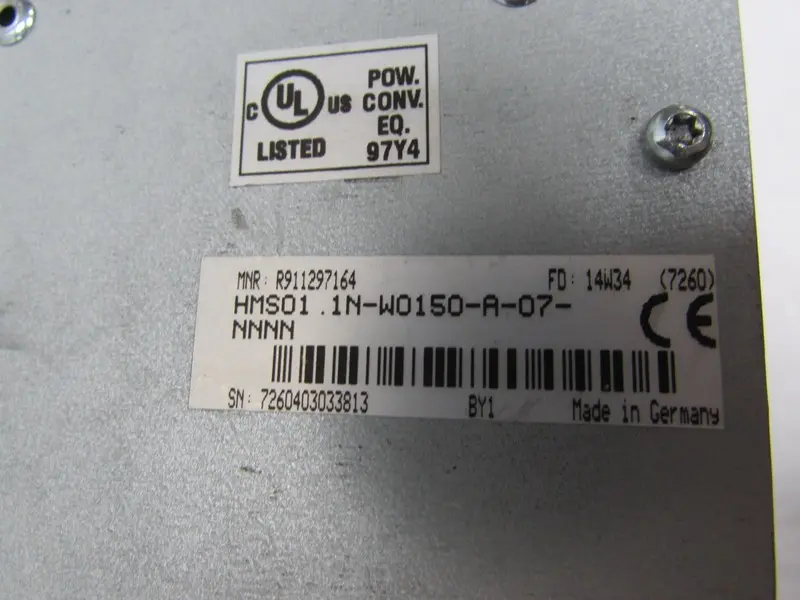 C UL US
LISTED
POW.
CONV.
EQ.
97Y4
MNR: R911297164 FD: 14W34 (7260)
HMS01.1N-W0150-A-07-
NNNN
CE
SN: 7260403033813 BY1 Made in Germany